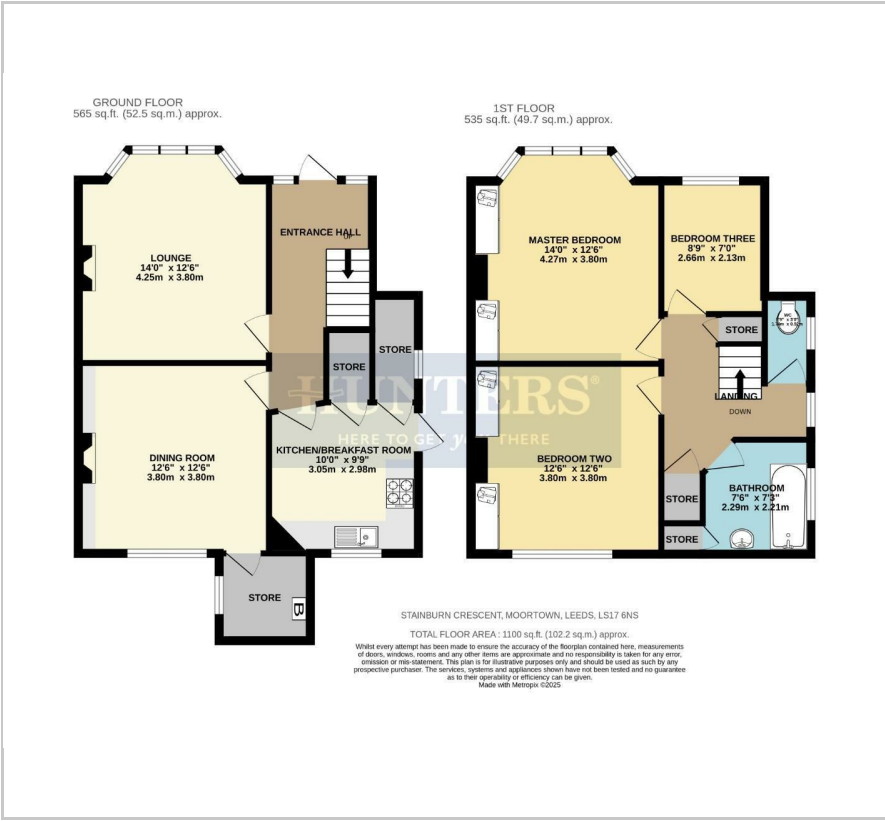 GROUND FLOOR
565 sq.ft. (52.5 sq.m.) approx.
1ST FLOOR
535 sq.ft. (49.7 sq.m.) approx.
ENTRANCE HALL
UP
LOUNGE
14'0" x 12'6"
4.25m x 3.80m
STORE
STORE
DINING ROOM
12'6" x 12'6"
3.80m x 3.80m
KITCHEN/BREAKFAST ROOM
10'0" x 9'9"
3.05m x 2.98m
STORE
B
MASTER BEDROOM
14'0" x 12'6"
4.27m x 3.80m
BEDROOM THREE
8'9" x 7'0"
2.66m x 2.13m
WC
STORE
LANDING
DOWN
BEDROOM TWO
12'6" x 12'6"
3.80m x 3.80m
STORE
STORE
BATHROOM
7'6" x 7'3"
2.29m x 2.21m
HUNTERS®
HERE TO GET you THERE
STAINBURN CRESCENT, MOORTOWN, LEEDS, LS17 6NS
TOTAL FLOOR AREA : 1100 sq.ft. (102.2 sq.m.) approx.
Whilst every attempt has been made to ensure the accuracy of the floorplan contained here, measurements
of doors, windows, rooms and any other items are approximate and no responsibility is taken for any error,
omission or mis-statement. This plan is for illustrative purposes only and should be used as such by any
prospective purchaser. The services, systems and appliances shown have not been tested and no guarantee
as to their operability or efficiency can be given.
Made with Metropix ©2025